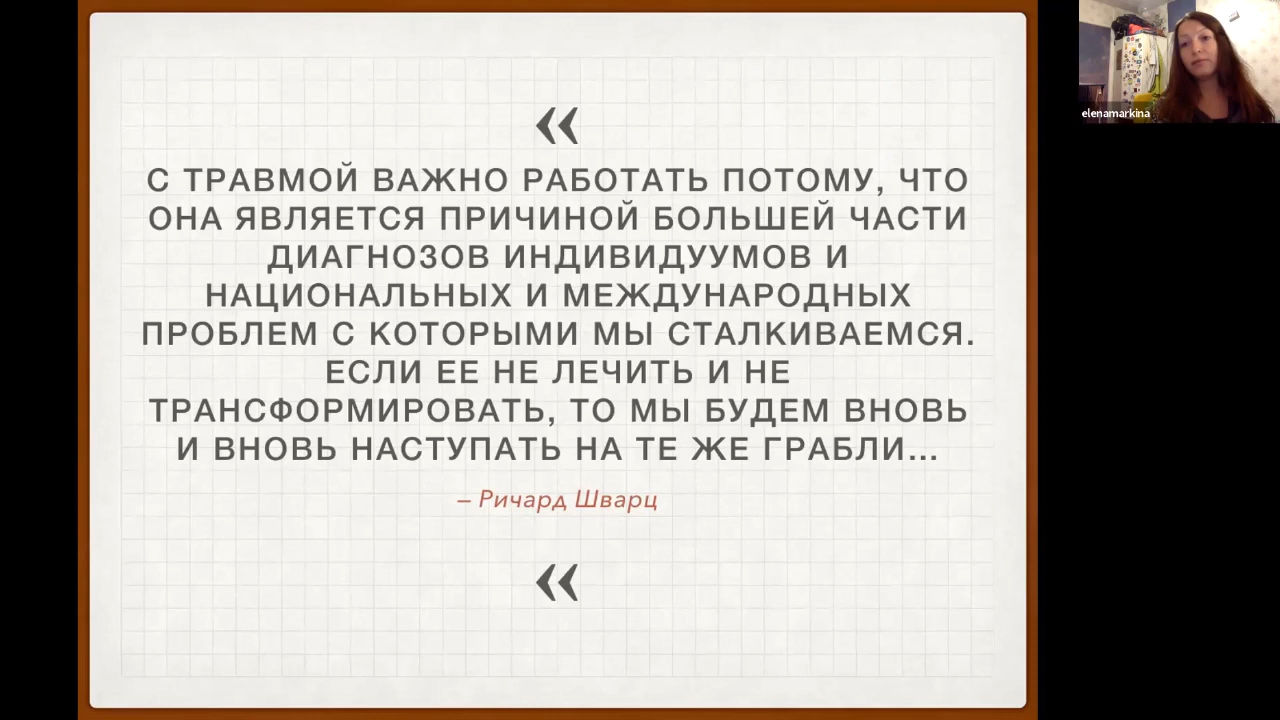 «
С ТРАВМОЙ ВАЖНО РАБОТАТЬ ПОТОМУ, ЧТО
ОНА ЯВЛЯЕТСЯ ПРИЧИНОЙ БОЛЬШЕЙ ЧАСТИ
ДИАГНОЗОВ ИНДИВИДУУМОВ И
НАЦИОНАЛЬНЫХ И МЕЖДУНАРОДНЫХ
ПРОБЛЕМ С КОТОРЫМИ МЫ СТАЛКИВАЕМСЯ.
ЕСЛИ ЕЕ НЕ ЛЕЧИТЬ И НЕ
ТРАНСФОРМИРОВАТЬ, ТО МЫ БУДЕМ ВНОВЬ
И ВНОВЬ НАСТУПАТЬ НА ТЕ ЖЕ ГРАБЛИ...
– Ричард Шварц
«
elenamarkina